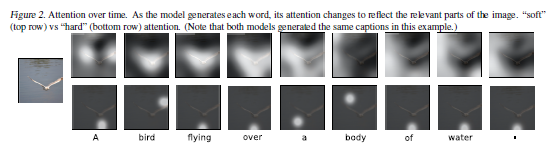 Figure 2. Attention over time. As the model generates each word, its attention changes to reflect the relevant parts of the image. “soft”
(top row) vs “hard” (bottom row) attention. (Note that both models generated the same captions in this example.)
A bird flying over a body of water .